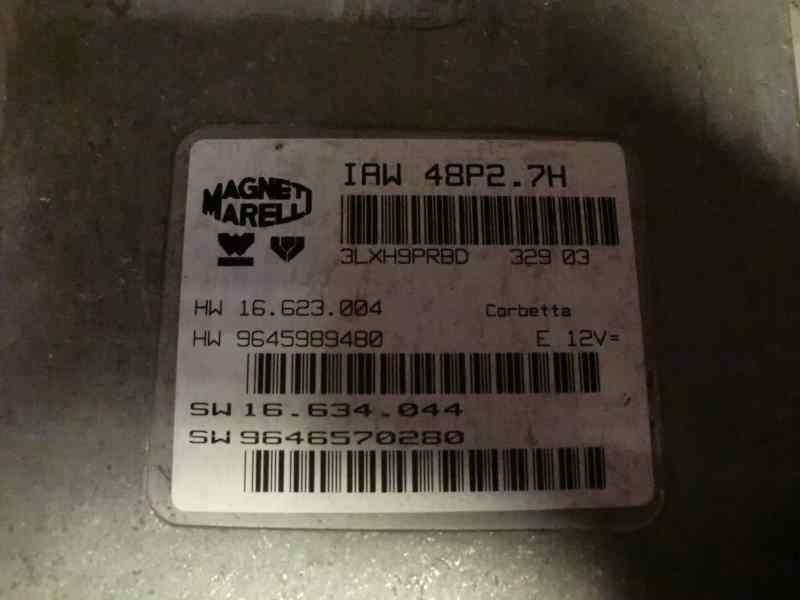 IAW 48P2.7H
MAGNETI
MARELLI
3LXH9PRBD 329 03
HW 16.623.004 Corbetta
HW 9645989480 E 12V=
SW 16.634.044
SW 9646570280